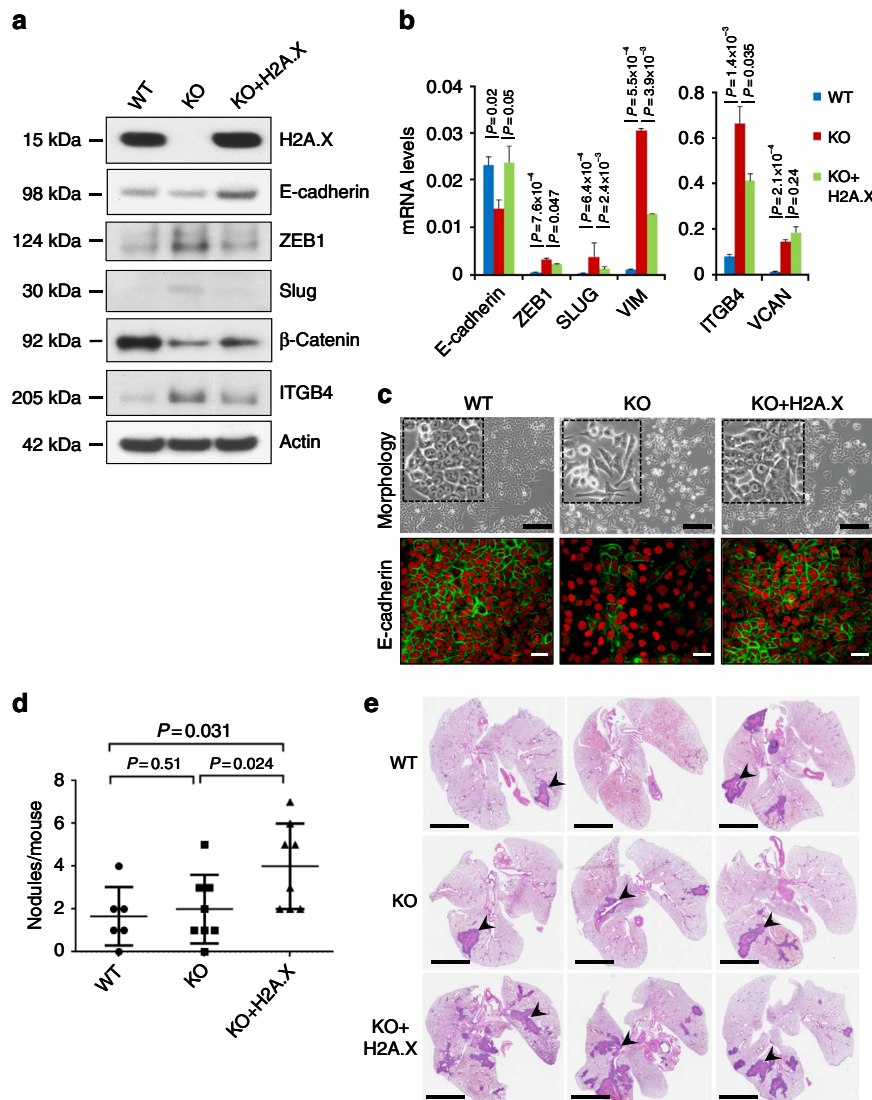 a
WT
KO
KO+H2A.X
15 kDa
H2A.X
98 kDa
E-cadherin
124 kDa
ZEB1
30 kDa
Slug
92 kDa
β-Catenin
205 kDa
ITGB4
42 kDa
Actin
b
mRNA levels
0.04
0.03
0.02
0.01
0
P=0.02
P=0.05
P=7.6×10⁻⁴
P=0.047
P=6.4×10⁻⁴
P=2.4×10⁻³
P=5.5×10⁻⁴
P=3.9×10⁻³
E-cadherin
ZEB1
SLUG
VIM
0.8
0.6
0.4
0.2
0
P=1.4×10⁻³
P=0.035
P=2.1×10⁻⁴
P=0.24
ITGB4
VCAN
WT
KO
KO+
H2A.X
c
WT
KO
KO+H2A.X
Morphology
E-cadherin
d
P=0.031
P=0.51
P=0.024
Nodules/mouse
8
6
4
2
0
WT
KO
KO+H2A.X
e
WT
KO
KO+
H2A.X